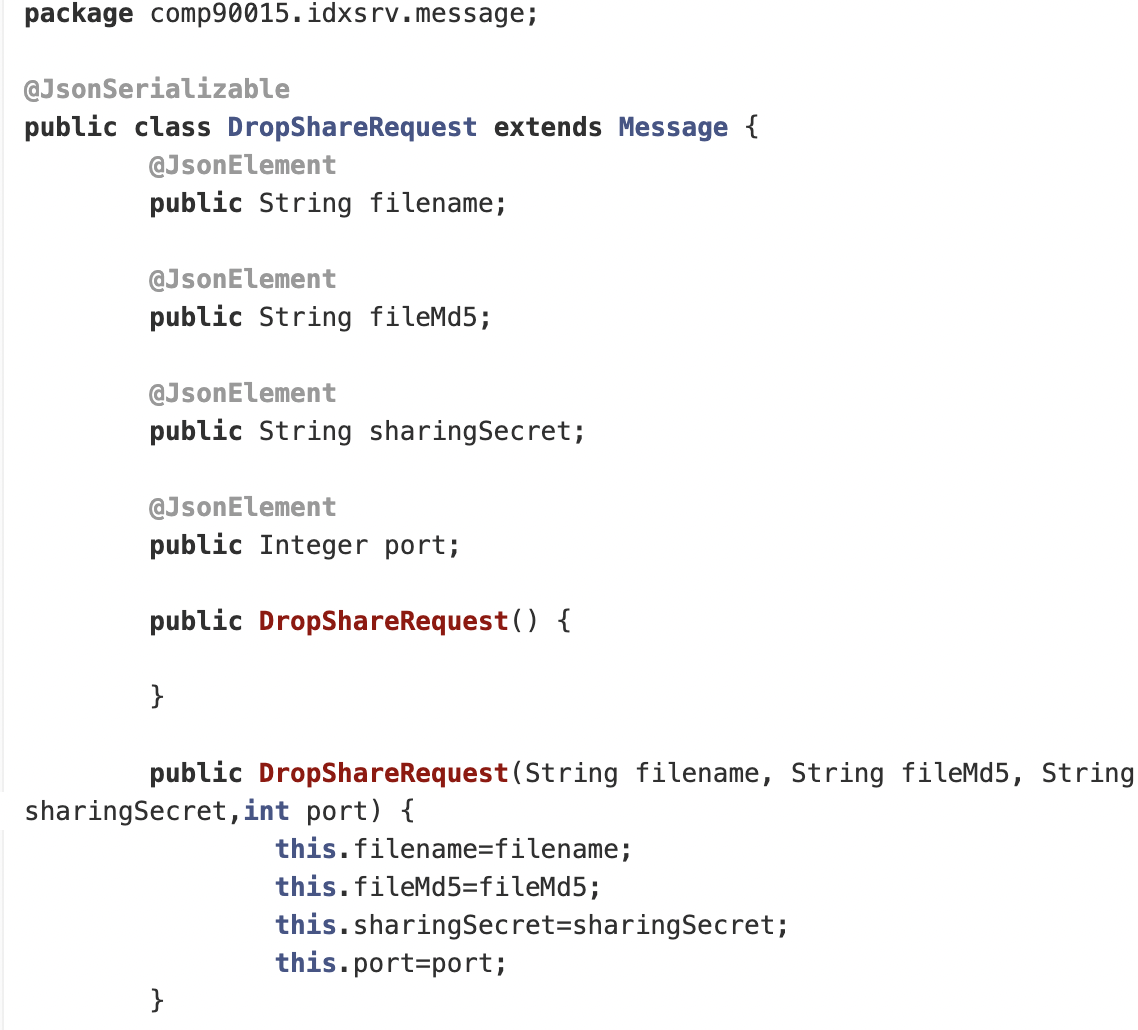 package comp90015.idxsrv.message;
@JsonSerializable
public class DropShareRequest extends Message {
@JsonElement
public String filename;
@JsonElement
public String fileMd5;
@JsonElement
public String sharingSecret;
@JsonElement
public Integer port;
public DropShareRequest() {
}
public DropShareRequest(String filename, String fileMd5, String
sharingSecret,int port) {
this.filename=filename;
this.fileMd5=fileMd5;
this.sharingSecret=sharingSecret;
this.port=port;
}